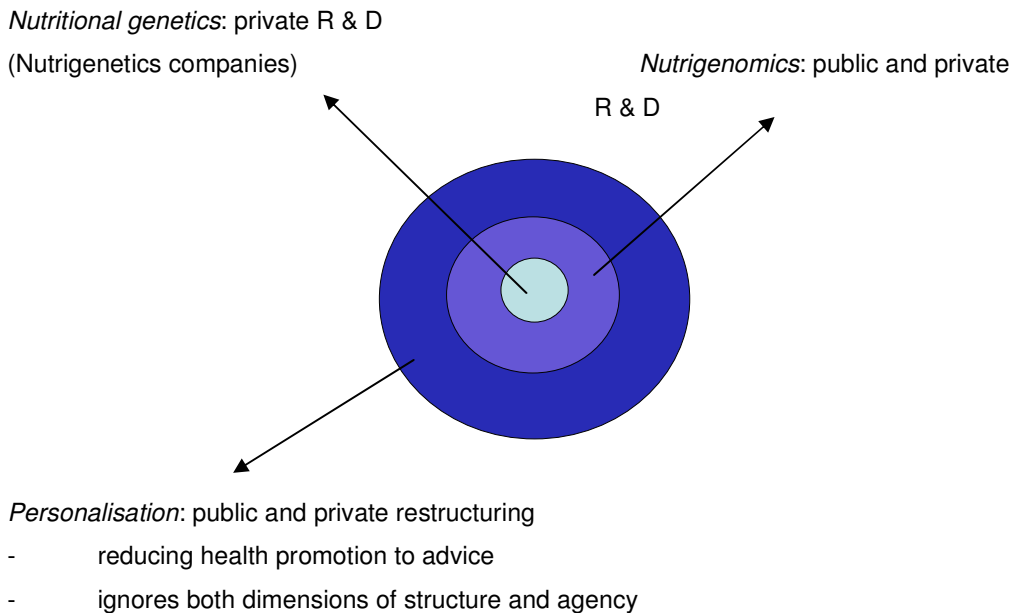 Nutritional genetics: private R & D
(Nutrigenetics companies)
Nutrigenomics: public and private
R & D
Personalisation: public and private restructuring
- reducing health promotion to advice
- ignores both dimensions of structure and agency